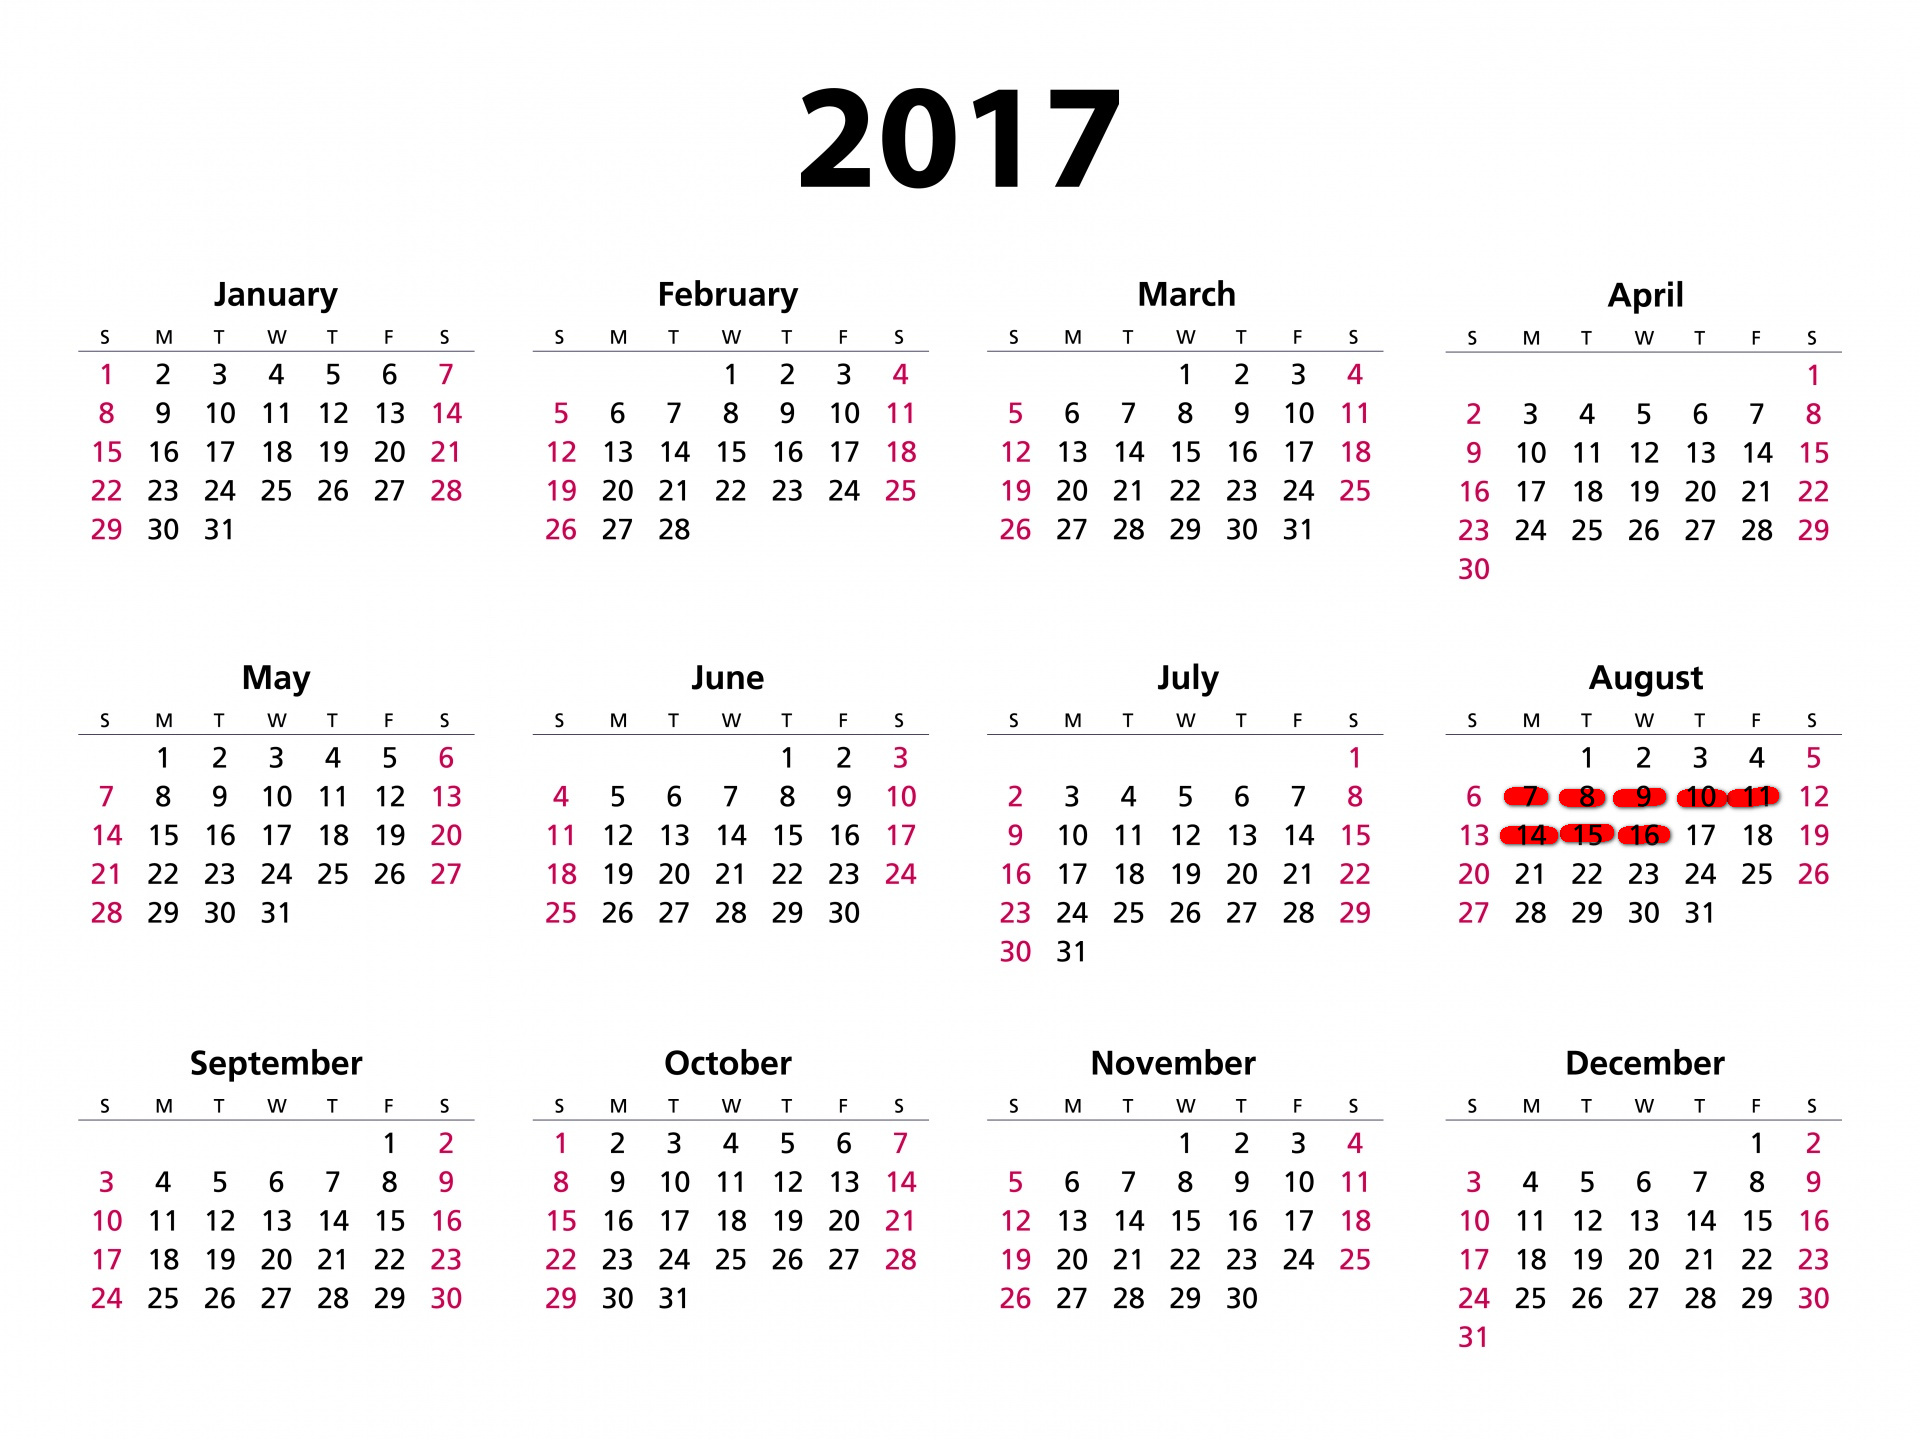 2017
January February March April
S M T W T F S S M T W T F S S M T W T F S S M T W T F S
1 2 3 4 5 6 7 1 2 3 4 1 2 3 4 1
8 9 10 11 12 13 14 5 6 7 8 9 10 11 5 6 7 8 9 10 11 2 3 4 5 6 7 8
15 16 17 18 19 20 21 12 13 14 15 16 17 18 12 13 14 15 16 17 18 9 10 11 12 13 14 15
22 23 24 25 26 27 28 19 20 21 22 23 24 25 19 20 21 22 23 24 25 16 17 18 19 20 21 22
29 30 31 26 27 28 26 27 28 29 30 31 23 24 25 26 27 28 29
30
May June July August
S M T W T F S S M T W T F S S M T W T F S S M T W T F S
1 2 3 4 5 6 1 2 3 1 1 2 3 4 5
7 8 9 10 11 12 13 4 5 6 7 8 9 10 2 3 4 5 6 7 8 6 7 8 9 10 11 12
14 15 16 17 18 19 20 11 12 13 14 15 16 17 9 10 11 12 13 14 15 13 14 15 16 17 18 19
21 22 23 24 25 26 27 18 19 20 21 22 23 24 16 17 18 19 20 21 22 20 21 22 23 24 25 26
28 29 30 31 25 26 27 28 29 30 23 24 25 26 27 28 29 27 28 29 30 31
30 31
September October November December
S M T W T F S S M T W T F S S M T W T F S S M T W T F S
1 2 1 2 3 4 5 6 7 1 2 3 4 1 2
3 4 5 6 7 8 9 8 9 10 11 12 13 14 5 6 7 8 9 10 11 3 4 5 6 7 8 9
10 11 12 13 14 15 16 15 16 17 18 19 20 21 12 13 14 15 16 17 18 10 11 12 13 14 15 16
17 18 19 20 21 22 23 22 23 24 25 26 27 28 19 20 21 22 23 24 25 17 18 19 20 21 22 23
24 25 26 27 28 29 30 29 30 31 26 27 28 29 30 24 25 26 27 28 29 30
31